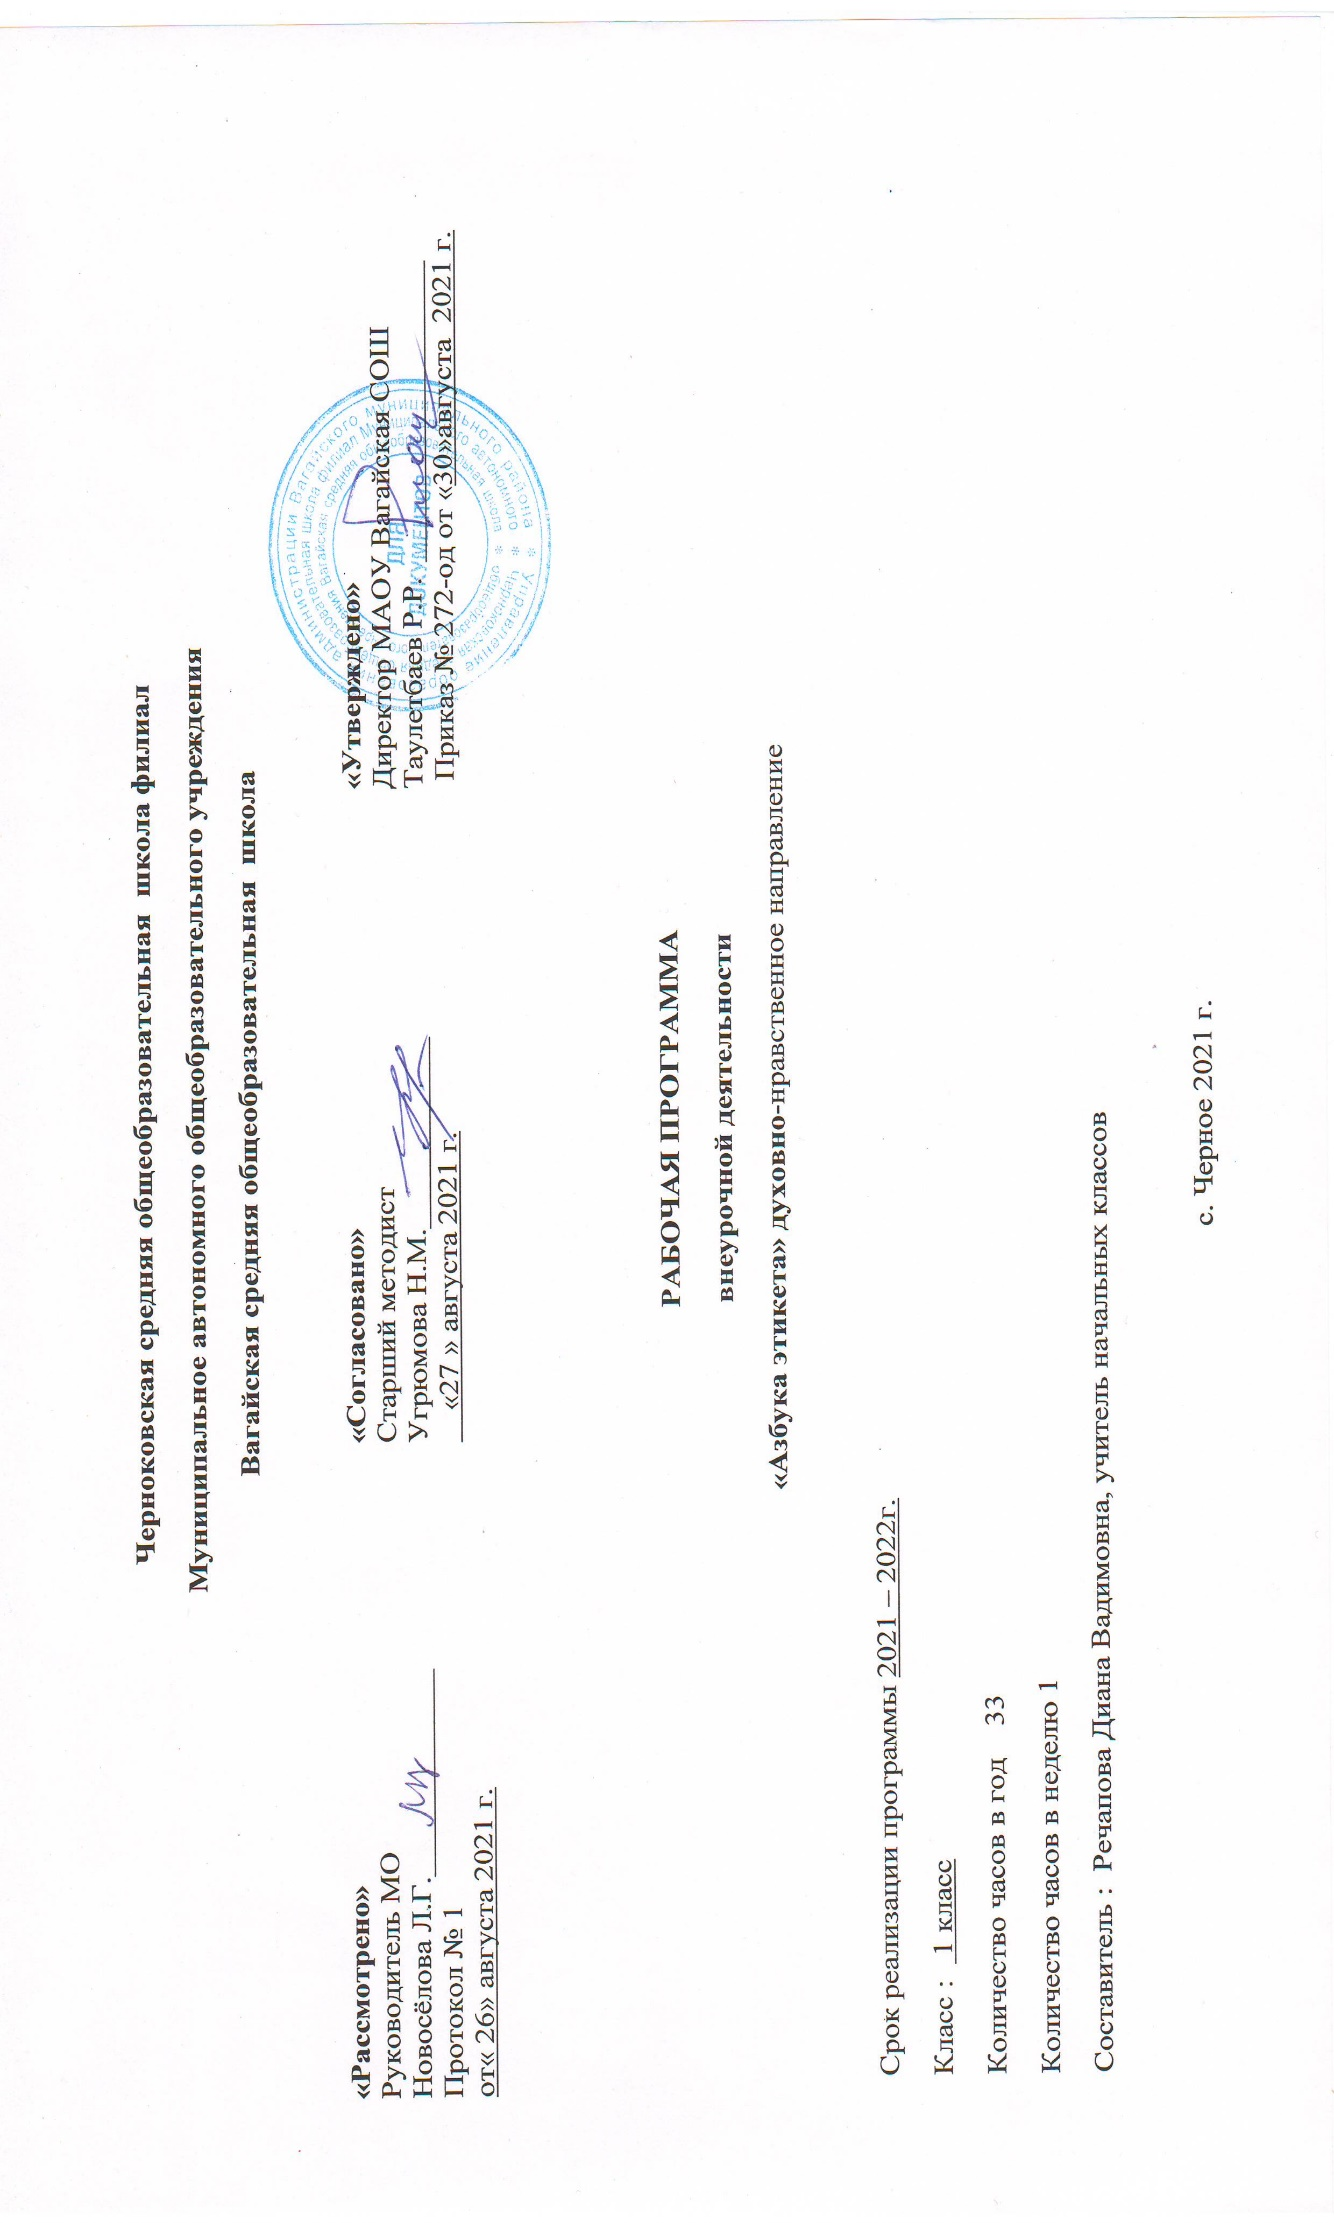 Черноковская средняя общеобразовательная школа филиал
Муниципальное автономного общеобразовательного учреждения
Вагайская средняя общеобразовательная школа
«Рассмотрено»
Руководитель МО
Новосёлова Л.Г.
Протокол № 1
от« 26» августа 2021 г.
«Согласовано»
Старший методист
Угрюмова Н.М.
«27 » августа 2021 г.
«Утверждено»
Директор МАОУ Вагайская СОШ
Таулетбаев Р.Р.
Приказ № 272-од от «30»августа 2021 г.
ДЛЯ
ДОКУМЕНТОВ
РАБОЧАЯ ПРОГРАММА
внеурочной деятельности
«Азбука этикета» духовно-нравственное направление
Срок реализации программы 2021 – 2022г.
Класс : 1 класс
Количество часов в год 33
Количество часов в неделю 1
Составитель : Речапова Диана Вадимовна, учитель начальных классов
с. Черное 2021 г.